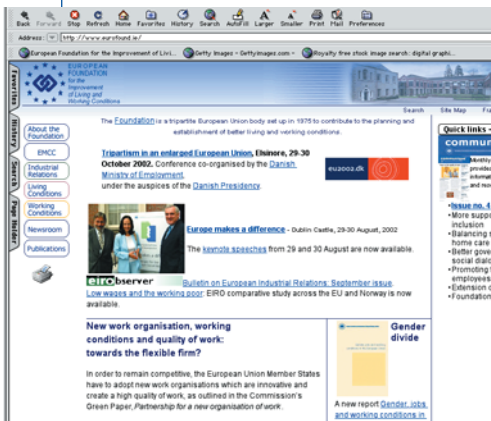 Back Forward Stop Refresh Home Favorites History Search AutoFill Larger Smaller Print Mail Preferences
Address: http://www.eurofound.ie/
European Foundation for the Improvement of Livi... Getty Images - Gettyimages.com - Royalty free stock image search: digital graphi...
Favorites
History
Search
Page Holder
EUROPEAN
FOUNDATION
for the
Improvement
of Living and
Working Conditions
Search Site Map
About the
Foundation
EMCC
Industrial
Relations
Living
Conditions
Working
Conditions
Newsroom
Publications
The Foundation is a tripartite European Union body set up in 1975 to contribute to the planning and
establishment of better living and working conditions.
Tripartism in an enlarged European Union, Elsinore, 29-30
October 2002. Conference co-organised by the Danish
Ministry of Employment,
under the auspices of the Danish Presidency.
eu2002.dk
Europe makes a difference - Dublin Castle, 29-30 August, 2002
The keynote speeches from 29 and 30 August are now available.
eirobserver Bulletin on European Industrial Relations: September issue.
Low wages and the working poor: EIRO comparative study across the EU and Norway is now
available.
New work organisation, working
conditions and quality of work:
towards the flexible firm?
In order to remain competitive, the European Union Member States
have to adopt new work organisations which are innovative and
create a high quality of work, as outlined in the Commission's
Green Paper, Partnership for a new organisation of work.
Gender
divide
A new report Gender, jobs
and working conditions in
Quick links
commun
Monthly
provides
informat
and mor
•Issue no. 4
•More suppo
inclusion
•Balancing
home care
•Better gove
social dialo
•Promoting
employees
•Extension o
•Foundation